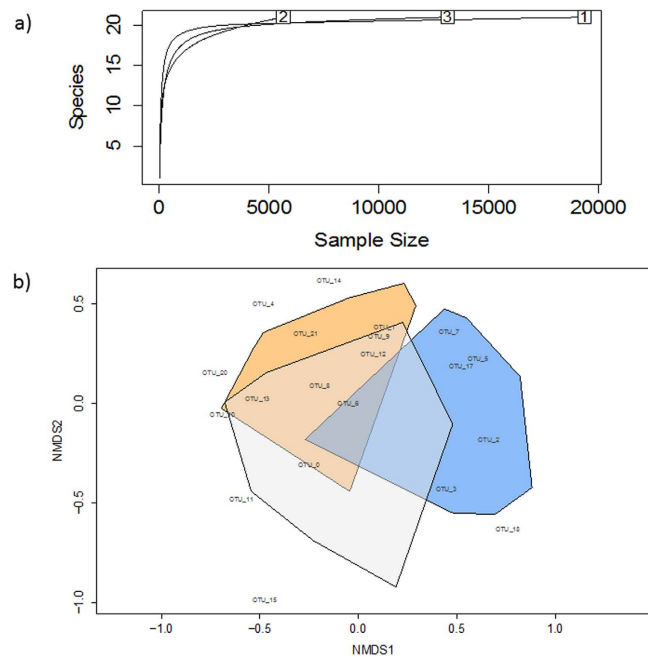 a)
Species
20
15
10
5
2
3
1
0
5000
10000
15000
20000
Sample Size
b)
NMDS2
0.5
0.0
−0.5
−1.0
OTU_14
OTU_4
OTU_1
OTU_21
OTU_9
OTU_7
OTU_12
OTU_5
OTU_17
OTU_20
OTU_8
OTU_13
OTU_6
OTU_2
OTU_0
OTU_3
OTU_11
OTU_15
−1.0
−0.5
0.0
0.5
1.0
NMDS1